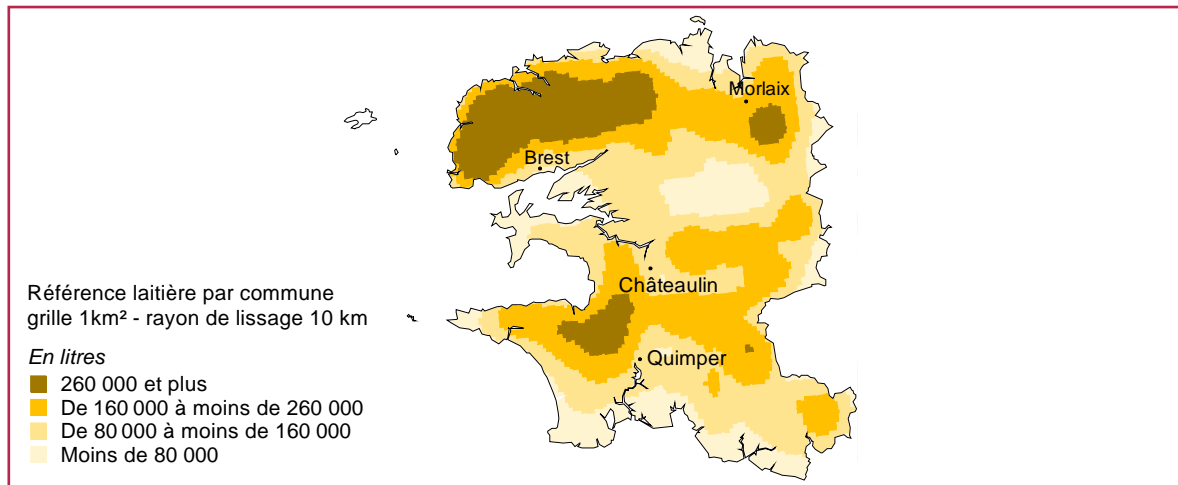 Morlaix
Brest
Châteaulin
Quimper
Référence laitière par commune
grille 1km² - rayon de lissage 10 km
En litres
260 000 et plus
De 160 000 à moins de 260 000
De 80 000 à moins de 160 000
Moins de 80 000